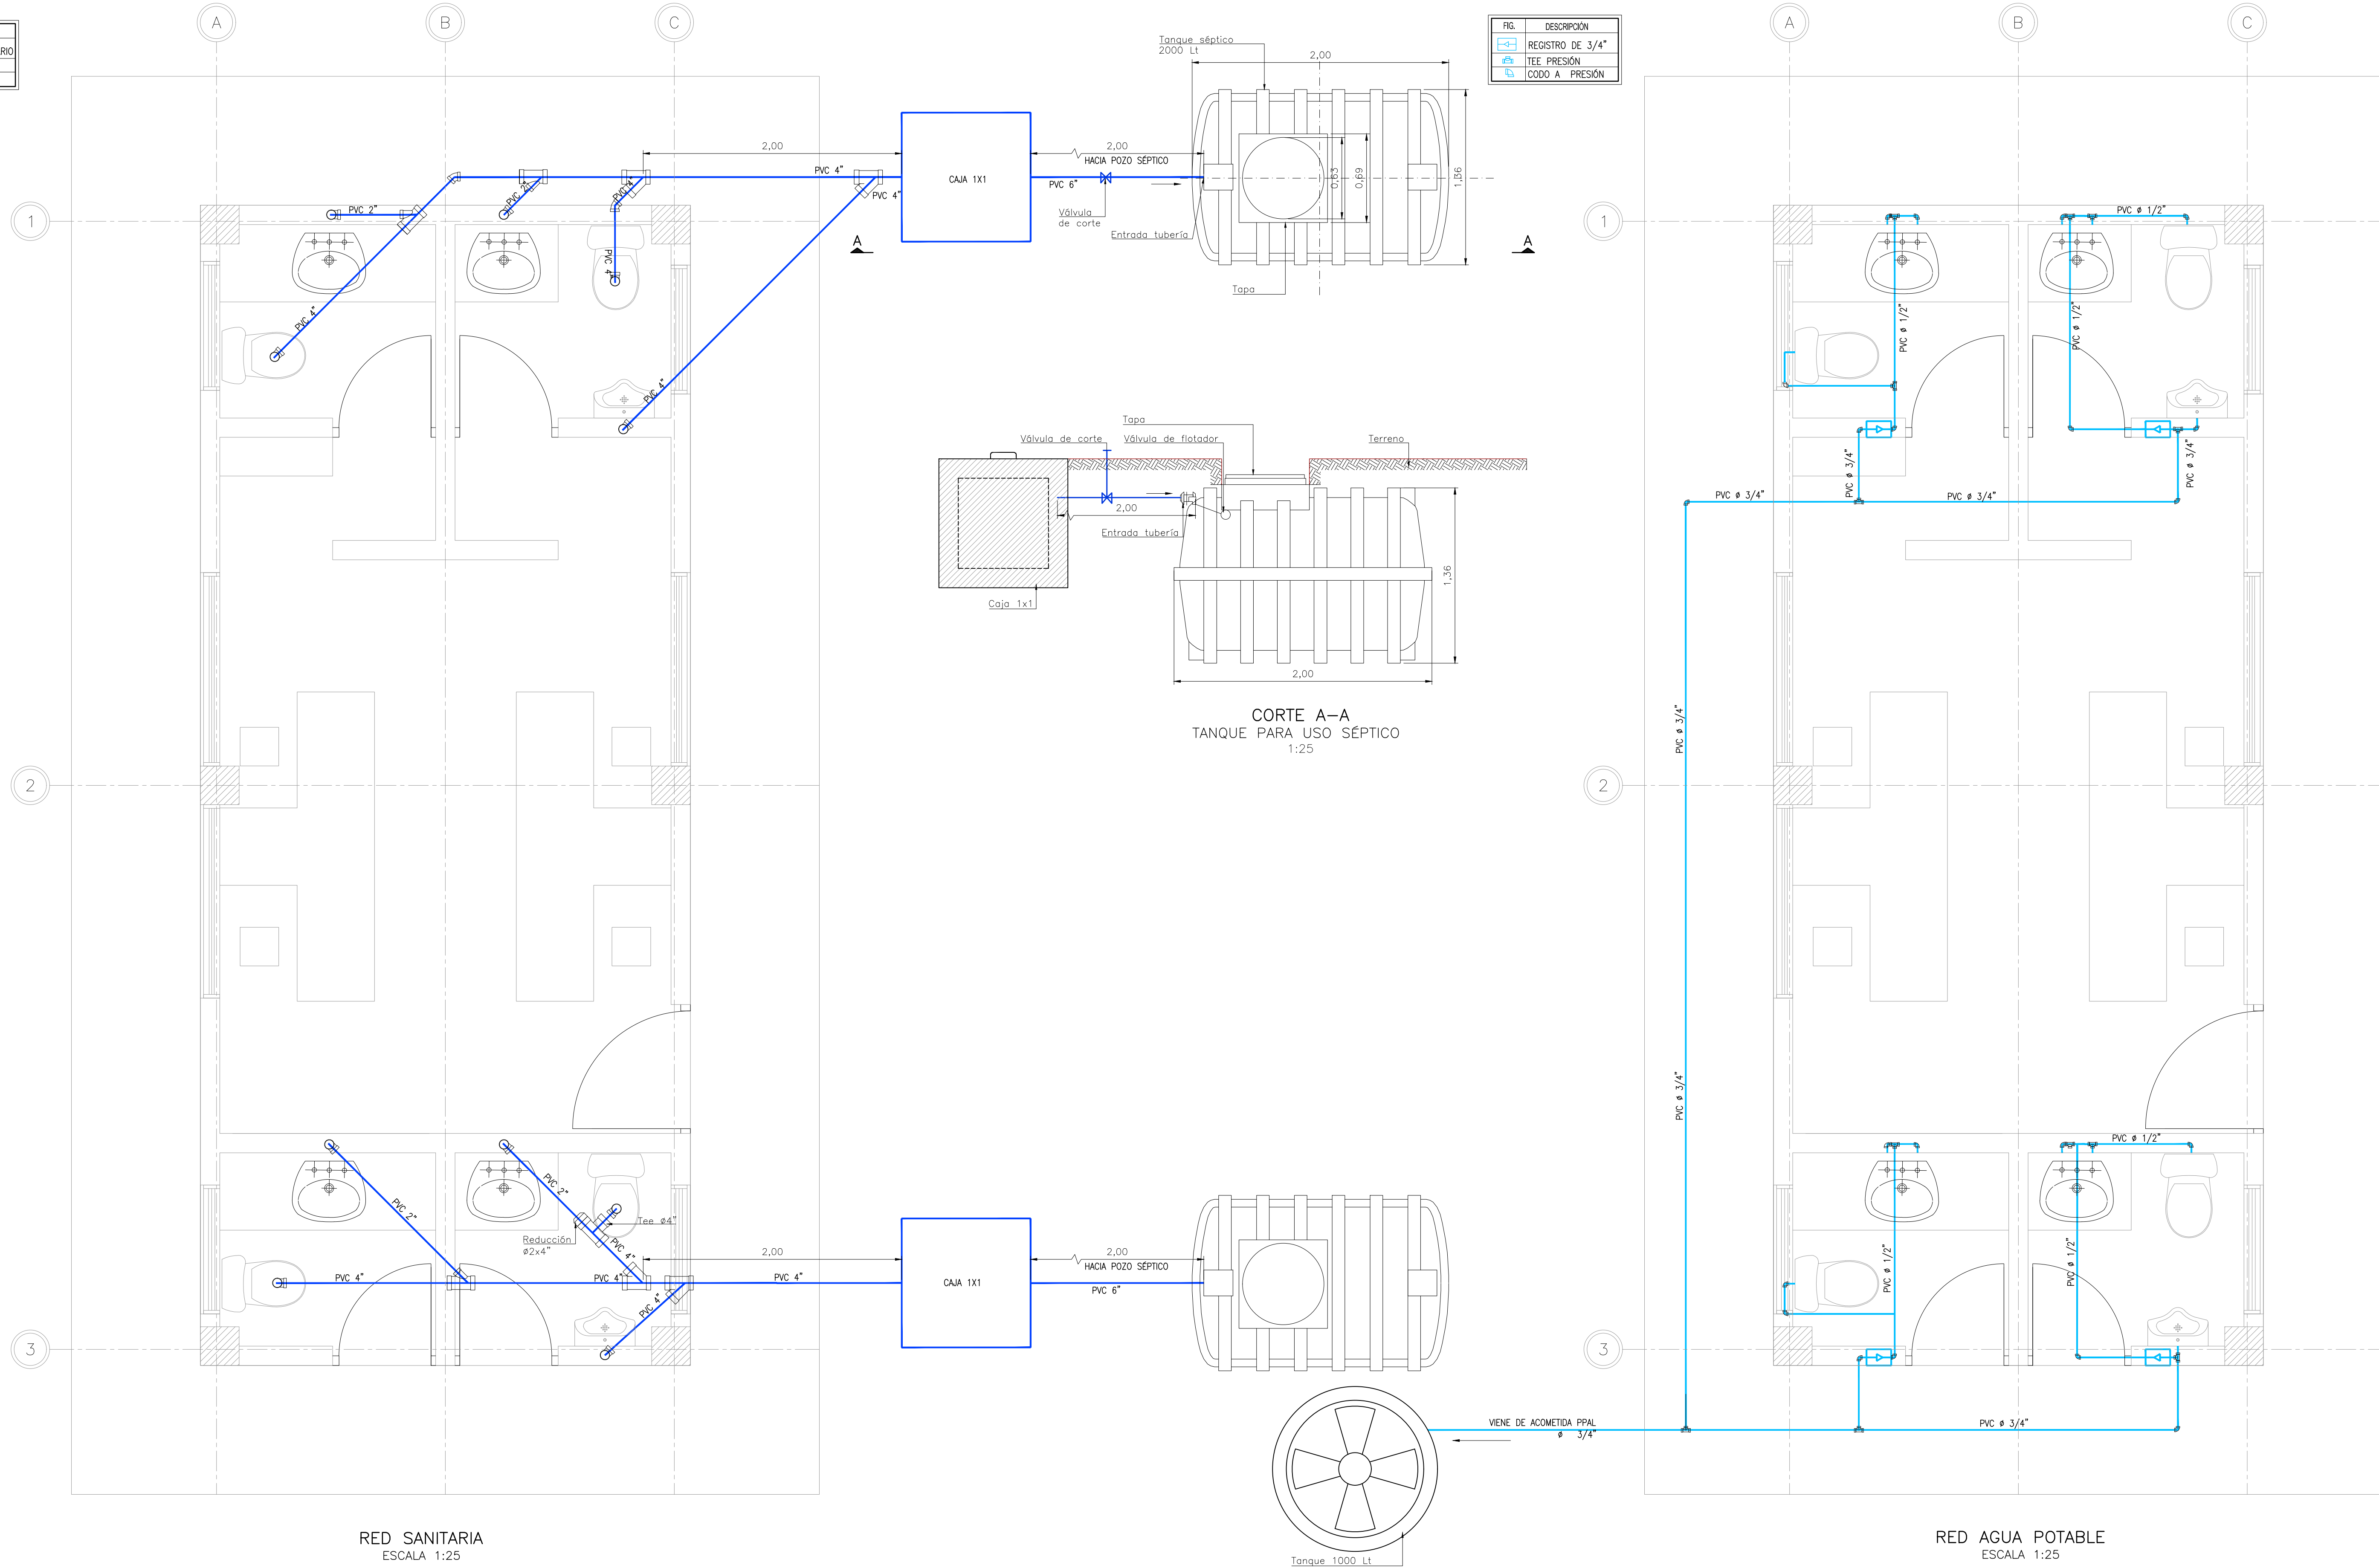 RIO
A
B
C
1
2
3
PVC 2"
PVC 2"
PVC 4"
PVC 4"
PVC 4"
PVC 4"
PVC 4"
PVC 4"
2,00
CAJA 1X1
2,00
HACIA POZO SÉPTICO
PVC 6"
Válvula
de corte
Entrada tubería
Tanque séptico
2000 Lt
2,00
0,63
0,69
1,36
Tapa
A
A
Tapa
Válvula de corte
Válvula de flotador
Terreno
2,00
Entrada tubería
Caja 1x1
1,36
2,00
CORTE A-A
TANQUE PARA USO SÉPTICO
1:25
PVC 2"
PVC 2"
Tee ø4"
Reducción
ø2x4"
PVC 4"
PVC 4"
PVC 4"
PVC 4"
PVC 4"
2,00
CAJA 1X1
2,00
HACIA POZO SÉPTICO
PVC 6"
RED SANITARIA
ESCALA 1:25
Tanque 1000 Lt
VIENE DE ACOMETIDA PPAL
ø 3/4"
FIG. DESCRIPCIÓN
REGISTRO DE 3/4"
TEE PRESIÓN
CODO A PRESIÓN
A
B
C
1
2
3
PVC ø 1/2"
PVC ø 1/2"
PVC ø 1/2"
PVC ø 3/4"
PVC ø 3/4"
PVC ø 3/4"
PVC ø 3/4"
PVC ø 3/4"
PVC ø 3/4"
PVC ø 1/2"
PVC ø 1/2"
PVC ø 1/2"
PVC ø 3/4"
RED AGUA POTABLE
ESCALA 1:25